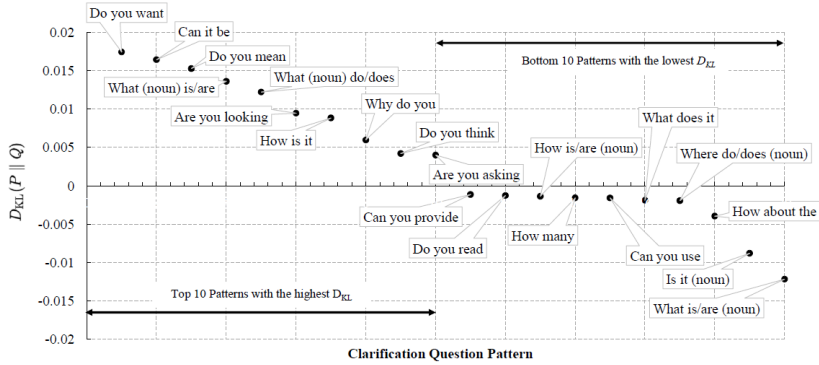 Do you want
0.02
Can it be
Do you mean
Bottom 10 Patterns with the lowest D_KL
0.015
What (noun) is/are
What (noun) do/does
0.01
Are you looking
Why do you
What does it
How is it
Do you think
How is/are (noun)
Where do/does (noun)
0.005
Are you asking
0
D_KL(P ∥ Q)
Can you provide
How about the
-0.005
Do you read
How many
Can you use
-0.01
Is it (noun)
Top 10 Patterns with the highest D_KL
What is/are (noun)
-0.015
-0.02
Clarification Question Pattern